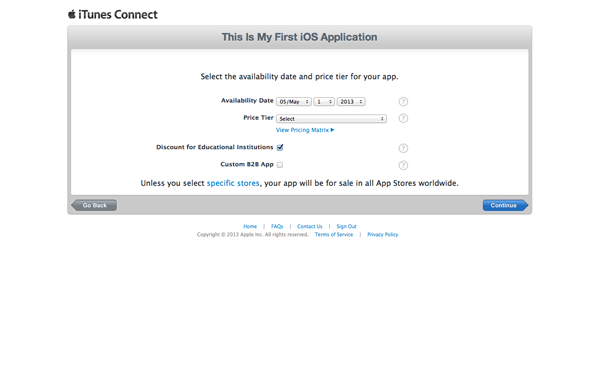 iTunes Connect
This Is My First iOS Application
Select the availability date and price tier for your app.
Availability Date 05/May 1 2013 ?
Price Tier Select ?
View Pricing Matrix ▶
Discount for Educational Institutions ?
Custom B2B App ?
Unless you select specific stores, your app will be for sale in all App Stores worldwide.
Go Back Continue
Home | FAQs | Contact Us | Sign Out
Copyright © 2013 Apple Inc. All rights reserved. Terms of Service | Privacy Policy